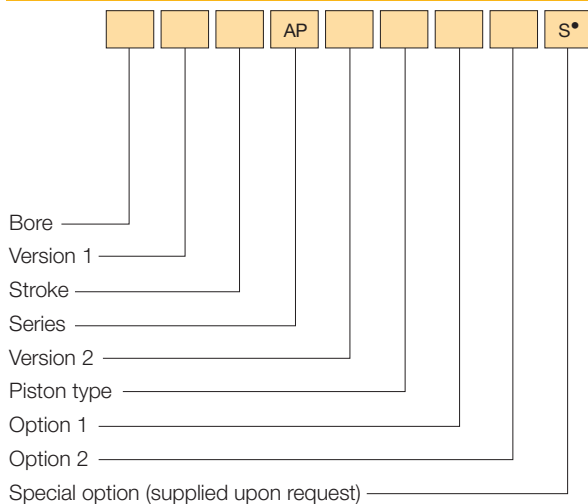 AP S•
Bore
Version 1
Stroke
Series
Version 2
Piston type
Option 1
Option 2
Special option (supplied upon request)